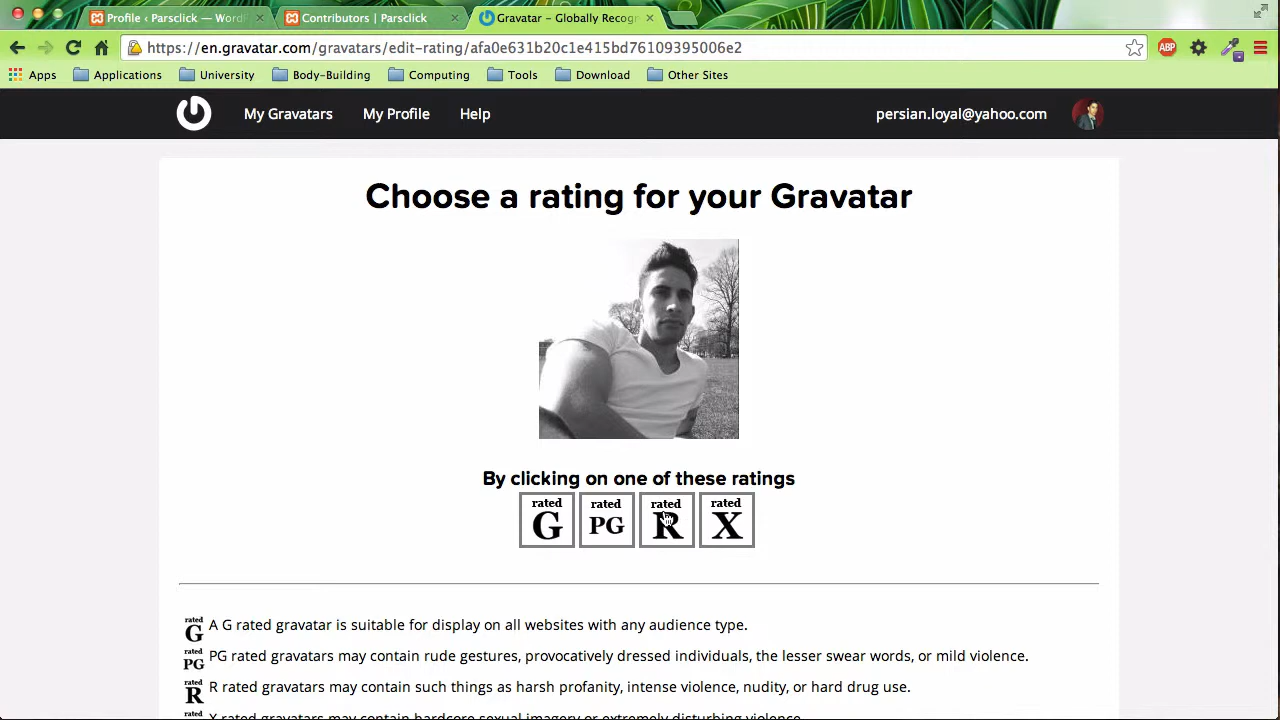 Profile ‹ Parsclick — Word
Contributors | Parsclick
Gravatar - Globally Recogn
https://en.gravatar.com/gravatars/edit-rating/afa0e631b20c1e415bd76109395006e2
ABP
Apps
Applications
University
Body-Building
Computing
Tools
Download
Other Sites
My Gravatars
My Profile
Help
persian.loyal@yahoo.com
Choose a rating for your Gravatar
By clicking on one of these ratings
rated G
rated PG
rated R
rated X
rated G A G rated gravatar is suitable for display on all websites with any audience type.
rated PG PG rated gravatars may contain rude gestures, provocatively dressed individuals, the lesser swear words, or mild violence.
rated R R rated gravatars may contain such things as harsh profanity, intense violence, nudity, or hard drug use.
rated X rated gravatars may contain hardcore sexual imagery or extremely disturbing violence.